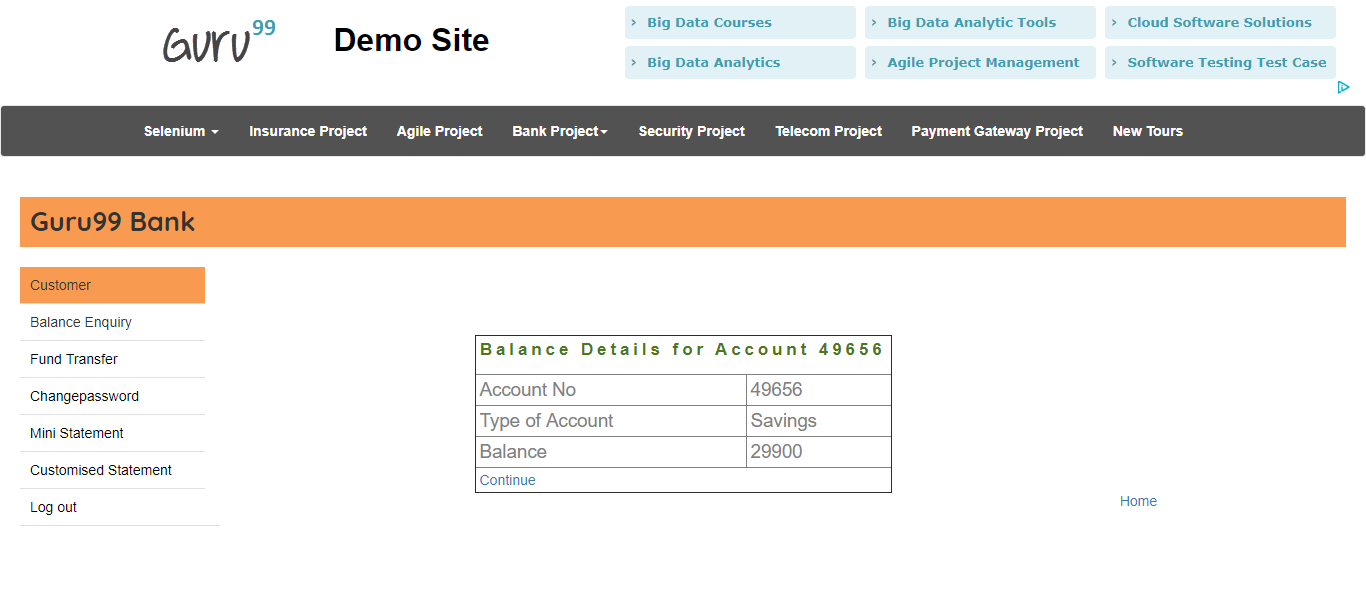 Guru99 Demo Site
> Big Data Courses > Big Data Analytic Tools > Cloud Software Solutions
> Big Data Analytics > Agile Project Management > Software Testing Test Case
Selenium Insurance Project Agile Project Bank Project Security Project Telecom Project Payment Gateway Project New Tours
Guru99 Bank
Customer
Balance Enquiry
Fund Transfer
Changepassword
Mini Statement
Customised Statement
Log out
Balance Details for Account 49656
Account No 49656
Type of Account Savings
Balance 29900
Continue
Home